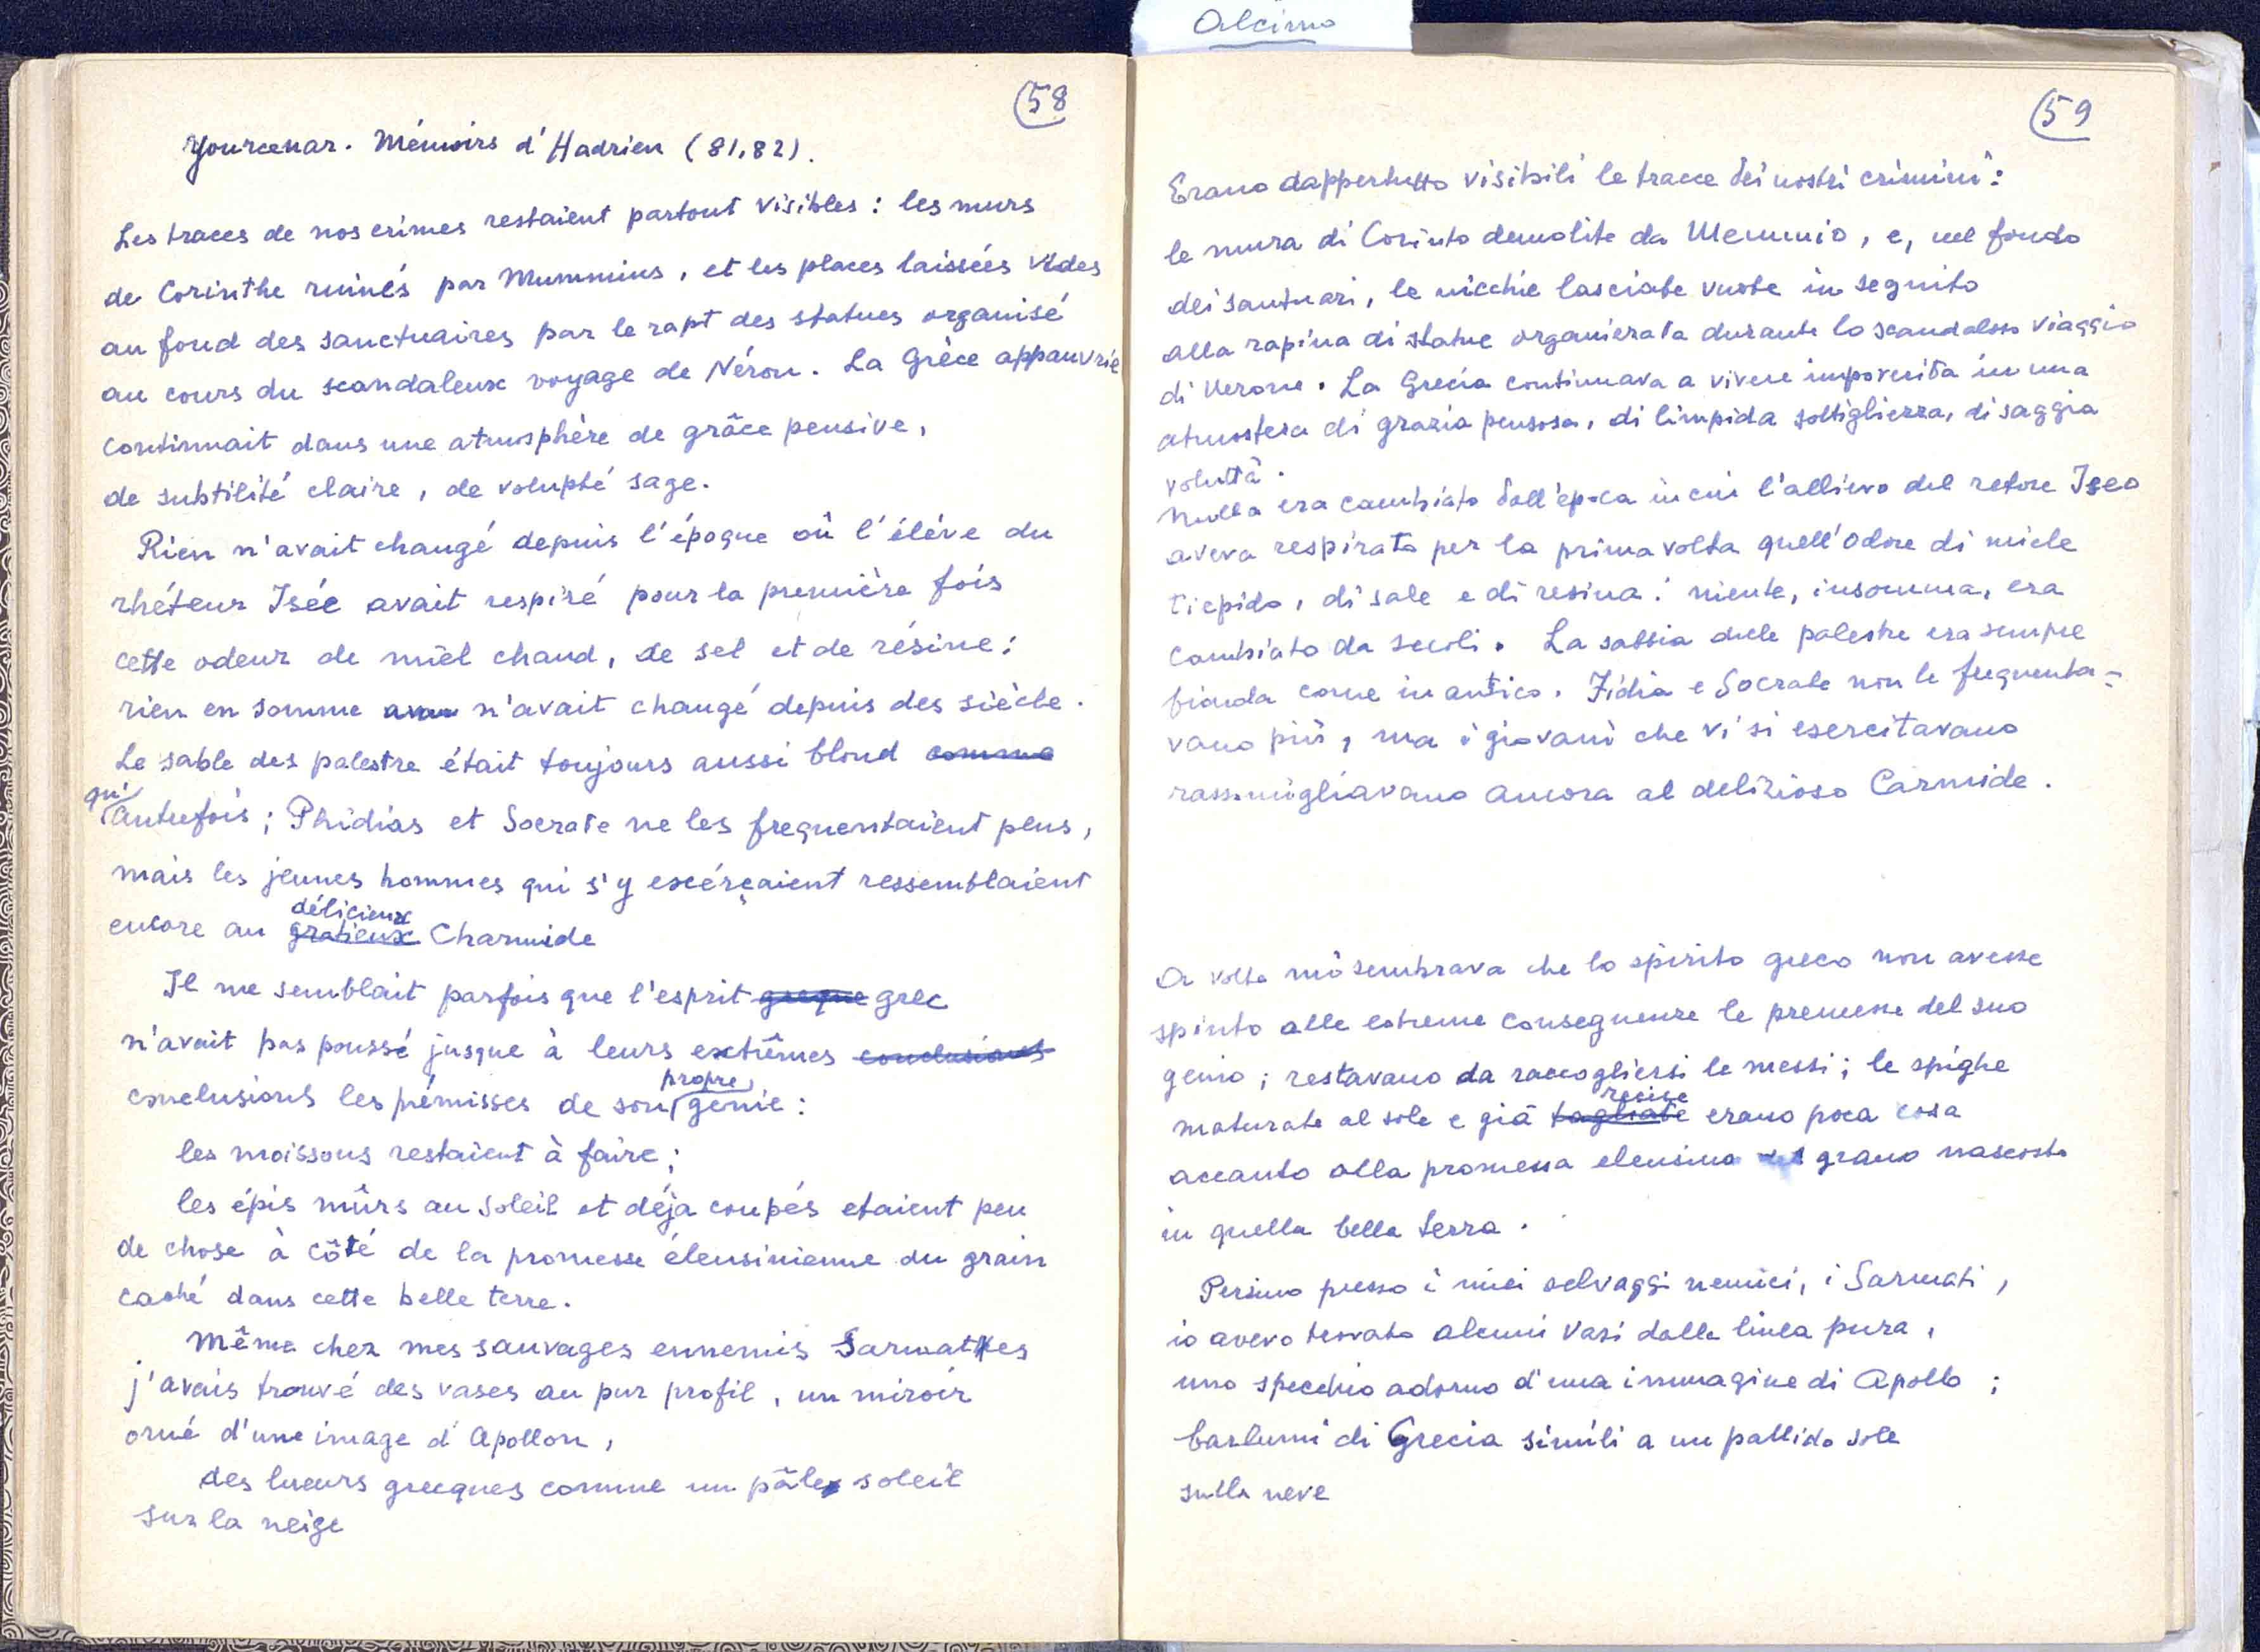 Alcimo
58
Yourcenar. Mémoirs d'Hadrien (81,82).
Les traces de nos crimes restaient partout visibles : les murs
de Corinthe ruinés par Mummius, et les places laissées vides
au fond des sanctuaires par le rapt des statues organisé
au cours du scandaleux voyage de Néron. La Grèce appauvrie
continuait dans une atmosphère de grâce pensive,
de subtilité claire, de volupté sage.
Rien n'avait changé depuis l'époque où l'élève du
rhéteur Isée avait respiré pour la première fois
cette odeur de miel chaud, de sel et de résine ;
rien en somme n'avait changé depuis des siècle.
Le sable des palestre était toujours aussi blond comme
qu'autrefois ; Phidias et Socrate ne les frequentaient plus,
mais les jeunes hommes qui s'y exérçaient ressemblaient
délicieux
encore au gratieux Charmide
Il me semblait parfois que l'esprit greque grec
n'avait pas poussé jusque à leurs extrêmes conclusions
propre
conclusions les prémisses de son génie :
les moissons restaient à faire ;
les épis mûrs au soleil et déja coupés etaient peu
de chose à côté de la promesse éleusinienne du grain
caché dans cette belle terre.
Même chez mes sauvages ennemis Sarmates
j'avais trouvé des vases au pur profil, un miroir
orné d'une image d'Apollon,
des lueurs grecques comme un pâle soleil
sur la neige
59
Erano dappertutto visibili le tracce dei nostri crimini :
le mura di Corinto demolite da Memmio, e, nel fondo
dei santuari, le nicchie lasciate vuote in seguito
alla rapina di statue organizzata durante lo scandaloso viaggio
di Nerone. La Grecia continuava a vivere impoverita in una
atmosfera di grazia pensosa, di limpida sottigliezza, di saggia
voluttà.
Nulla era cambiato dall'epoca in cui l'allievo del retore Iseo
aveva respirato per la prima volta quell'odore di miele
tiepido, di sale e di resina : niente, insomma, era
cambiato da secoli. La sabbia delle palestre era sempre
bionda come in antico. Fidia e Socrate non le frequenta=
vano più, ma i giovani che vi si esercitavano
rassomigliavano ancora al delizioso Carmide.
A volte mi sembrava che lo spirito greco non avesse
spinto alle estreme conseguenze le premesse del suo
genio ; restavano da raccogliersi le messi ; le spighe
recise
maturate al sole e già tagliate erano poca cosa
accanto alla promessa eleusina del grano nascosto
in quella bella terra.
Persino presso i miei selvaggi nemici, i Sarmati,
io avevo trovato alcuni vasi dalla linea pura,
uno specchio adorno d'una immagine di Apollo ;
barlumi di Grecia simili a un pallido sole
sulla neve